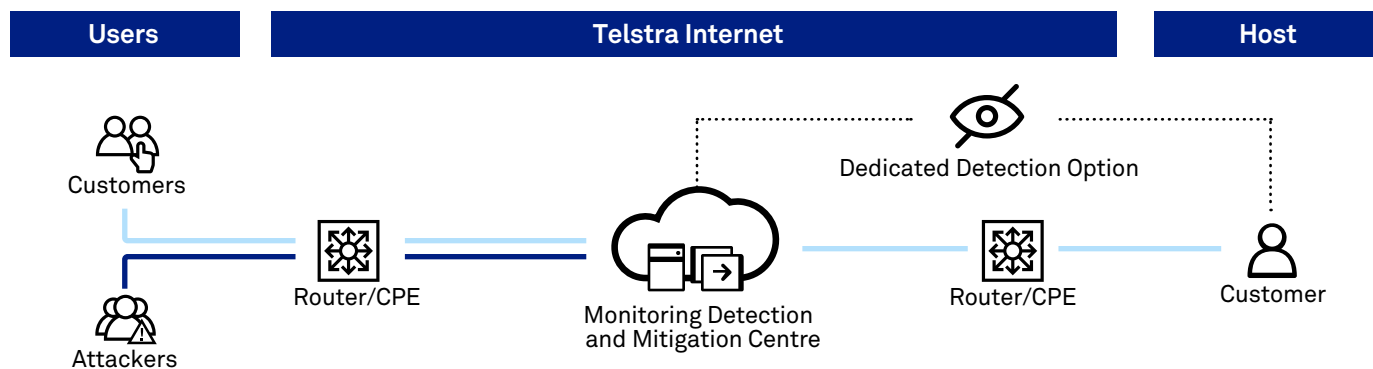 Users
Telstra Internet
Host
Customers
Dedicated Detection Option
Router/CPE
Monitoring Detection
and Mitigation Centre
Router/CPE
Customer
Attackers